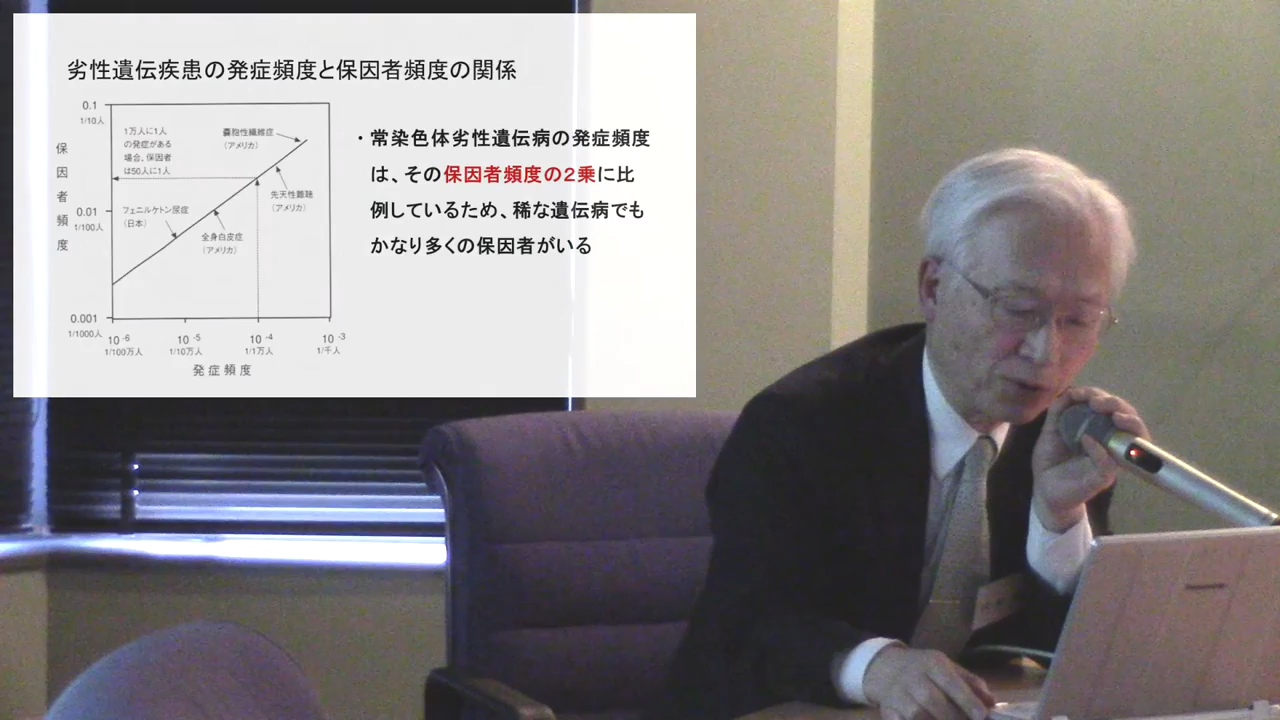 劣性遺伝疾患の発症頻度と保因者頻度の関係
0.1
1/10人
0.01
1/100人
0.001
1/1000人
保因者頻度
1万人に1人
の発症がある
場合、保因者
は50人に1人
嚢胞性繊維症
(アメリカ)
先天性難聴
(アメリカ)
フェニルケトン尿症
(日本)
全身白皮症
(アメリカ)
10⁻⁶ 10⁻⁵ 10⁻⁴ 10⁻³
1/100万人 1/10万人 1/1万人 1/千人
発症頻度
・常染色体劣性遺伝病の発症頻度
は、その保因者頻度の2乗に比
例しているため、稀な遺伝病でも
かなり多くの保因者がいる